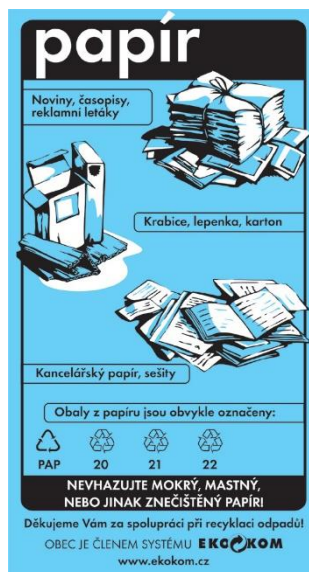 papír
Noviny, časopisy,
reklamní letáky
Krabice, lepenka, karton
Kancelářský papír, sešity
Obaly z papíru jsou obvykle označeny:
PAP 20 21 22
NEVHAZUJTE MOKRÝ, MASTNÝ,
NEBO JINAK ZNEČIŠTĚNÝ PAPÍR!
Děkujeme Vám za spolupráci při recyklaci odpadů!
OBEC JE ČLENEM SYSTÉMU EKO KOM
www.ekokom.cz